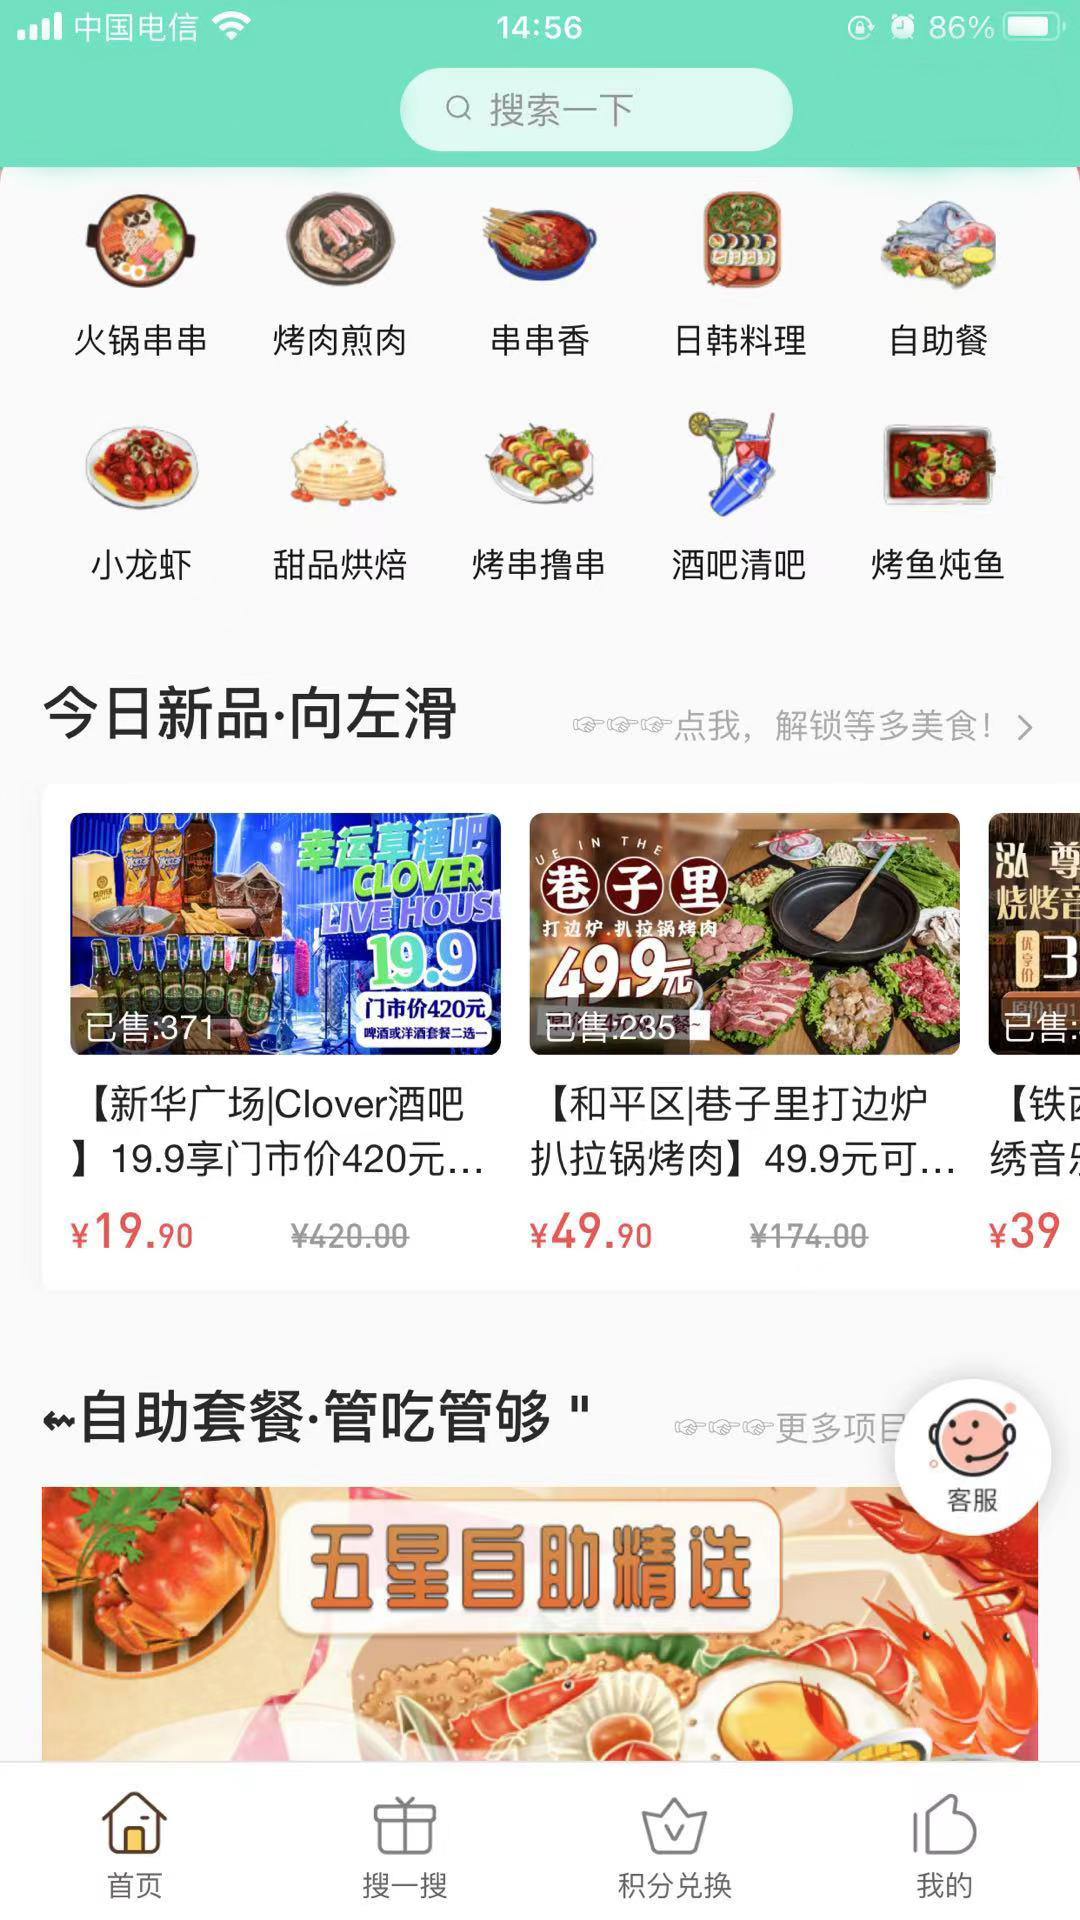 中国电信
14:56
86%
搜索一下
火锅串串
烤肉煎肉
串串香
日韩料理
自助餐
小龙虾
甜品烘焙
烤串撸串
酒吧清吧
烤鱼炖鱼
今日新品·向左滑
☞☞☞点我，解锁等多美食！
幸运草酒吧
CLOVER
LIVE HOUSE
19.9
门市价420元
啤酒或洋酒套餐二选一
已售:371
UE IN THE
巷子里
打边炉.扒拉锅烤肉
49.9元
已售:235
泓 尊
烧烤音
优享价
3
已售:
【新华广场|Clover酒吧
】19.9享门市价420元…
¥19.90
¥420.00
【和平区|巷子里打边炉
扒拉锅烤肉】49.9元可…
¥49.90
¥174.00
【铁西
绣音乐
¥39
⬿自助套餐·管吃管够 "
☞☞☞更多项目
客服
五星自助精选
首页
搜一搜
积分兑换
我的